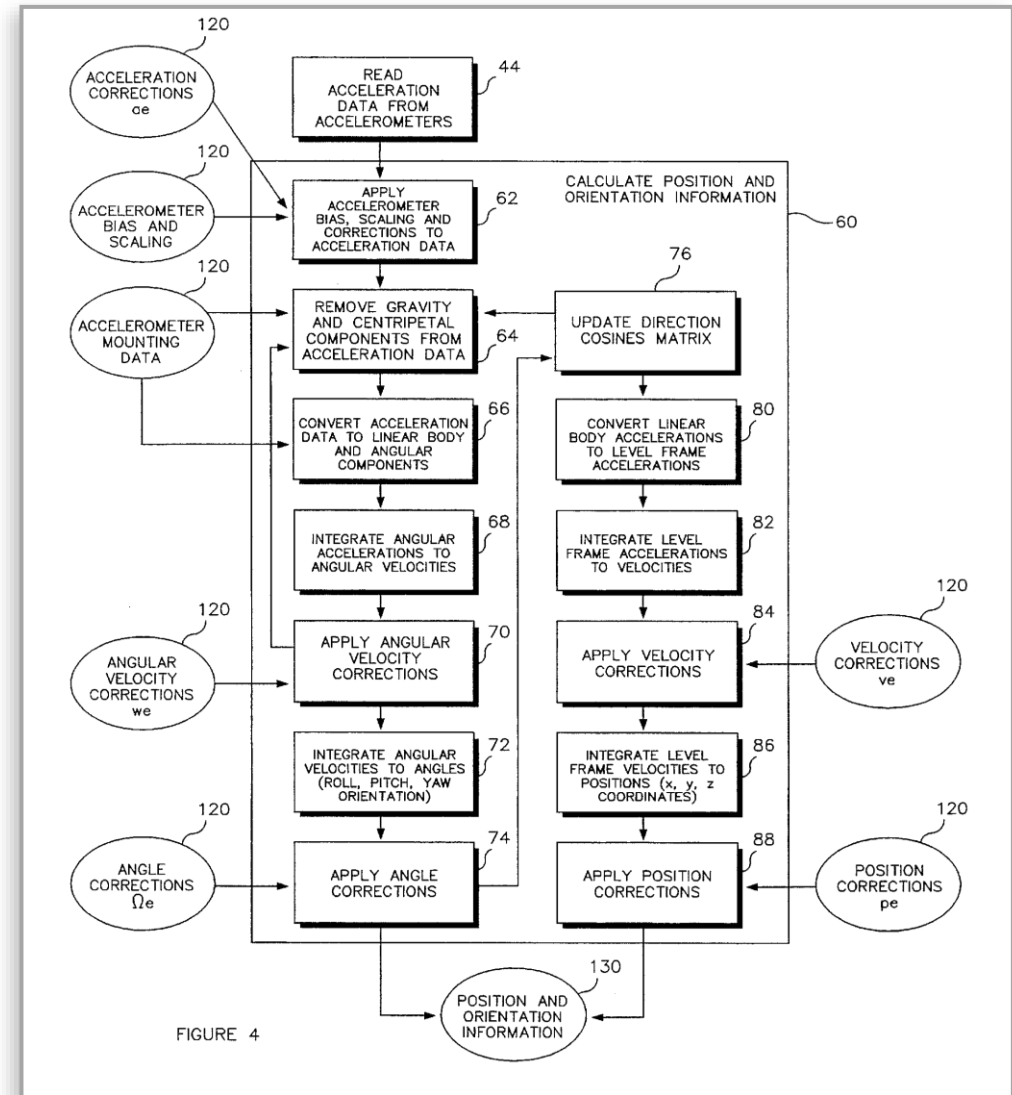 120
ACCELERATION
CORRECTIONS
ae
READ
ACCELERATION
DATA FROM
ACCELEROMETERS
44
120
ACCELEROMETER
BIAS AND
SCALING
APPLY
ACCELEROMETER
BIAS, SCALING AND
CORRECTIONS TO
ACCELERATION DATA
62
CALCULATE POSITION AND
ORIENTATION INFORMATION
60
120
ACCELEROMETER
MOUNTING
DATA
REMOVE GRAVITY
AND CENTRIPETAL
COMPONENTS FROM
ACCELERATION DATA
64
76
UPDATE DIRECTION
COSINES MATRIX
CONVERT ACCELERATION
DATA TO LINEAR BODY
AND ANGULAR
COMPONENTS
66
CONVERT LINEAR
BODY ACCELERATIONS
TO LEVEL FRAME
ACCELERATIONS
80
INTEGRATE ANGULAR
ACCELERATIONS TO
ANGULAR VELOCITIES
68
INTEGRATE LEVEL
FRAME ACCELERATIONS
TO VELOCITIES
82
120
ANGULAR
VELOCITY
CORRECTIONS
we
APPLY ANGULAR
VELOCITY
CORRECTIONS
70
APPLY VELOCITY
CORRECTIONS
84
120
VELOCITY
CORRECTIONS
ve
INTEGRATE ANGULAR
VELOCITIES TO ANGLES
(ROLL, PITCH, YAW
ORIENTATION)
72
INTEGRATE LEVEL
FRAME VELOCITIES TO
POSITIONS (x, y, z
COORDINATES)
86
120
ANGLE
CORRECTIONS
Ωe
APPLY ANGLE
CORRECTIONS
74
APPLY POSITION
CORRECTIONS
88
120
POSITION
CORRECTIONS
pe
130
POSITION AND
ORIENTATION
INFORMATION
FIGURE 4